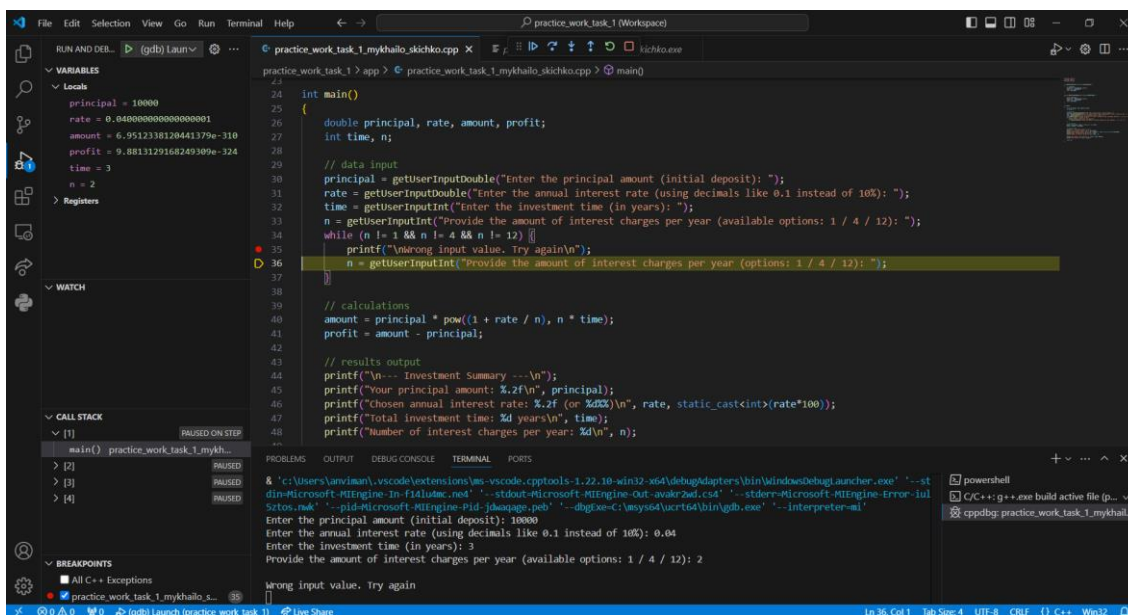 File Edit Selection View Go Run Terminal Help
practice_work_task_1 (Workspace)
RUN AND DEB...
(gdb) Laun
practice_work_task_1_mykhailo_skichko.cpp
kichko.exe
practice_work_task_1 > app > practice_work_task_1_mykhailo_skichko.cpp > main()
VARIABLES
Locals
principal = 10000
rate = 0.040000000000000001
amount = 6.9512338120441379e-310
profit = 9.8813129168249309e-324
time = 3
n = 2
Registers
WATCH
CALL STACK
[1] PAUSED ON STEP
main() practice_work_task_1_mykh...
[2] PAUSED
[3] PAUSED
[4] PAUSED
BREAKPOINTS
All C++ Exceptions
practice_work_task_1_mykhailo_s... 35
23
24 int main()
25 {
26 double principal, rate, amount, profit;
27 int time, n;
28
29 // data input
30 principal = getUserInputDouble("Enter the principal amount (initial deposit): ");
31 rate = getUserInputDouble("Enter the annual interest rate (using decimals like 0.1 instead of 10%): ");
32 time = getUserInputInt("Enter the investment time (in years): ");
33 n = getUserInputInt("Provide the amount of interest charges per year (available options: 1 / 4 / 12): ");
34 while (n != 1 && n != 4 && n != 12) {
35 printf("\nWrong input value. Try again\n");
36 n = getUserInputInt("Provide the amount of interest charges per year (options: 1 / 4 / 12): ");
37 }
38
39 // calculations
40 amount = principal * pow((1 + rate / n), n * time);
41 profit = amount - principal;
42
43 // results output
44 printf("\n--- Investment Summary ---\n");
45 printf("Your principal amount: %.2f\n", principal);
46 printf("Chosen annual interest rate: %.2f (or %d%%)\n", rate, static_cast<int>(rate*100));
47 printf("Total investment time: %d years\n", time);
48 printf("Number of interest charges per year: %d\n", n);
PROBLEMS OUTPUT DEBUG CONSOLE TERMINAL PORTS
& 'c:\Users\anviman\.vscode\extensions\ms-vscode.cpptools-1.22.10-win32-x64\debugAdapters\bin\WindowsDebugLauncher.exe' '--st
din=Microsoft-MIEngine-In-f14lu4mc.ne4' '--stdout=Microsoft-MIEngine-Out-avakr2wd.cs4' '--stderr=Microsoft-MIEngine-Error-iul
5ztos.nwk' '--pid=Microsoft-MIEngine-Pid-jdwaqage.peb' '--dbgExe=C:\msys64\ucrt64\bin\gdb.exe' '--interpreter=mi'
Enter the principal amount (initial deposit): 10000
Enter the annual interest rate (using decimals like 0.1 instead of 10%): 0.04
Enter the investment time (in years): 3
Provide the amount of interest charges per year (available options: 1 / 4 / 12): 2
Wrong input value. Try again
powershell
C/C++: g++.exe build active file (p...
cppdbg: practice_work_task_1_mykhail...
0 0 0 (gdb) Launch (practice_work_task_1) Live Share
Ln 36, Col 1 Tab Size: 4 UTF-8 CRLF {} C++ Win32